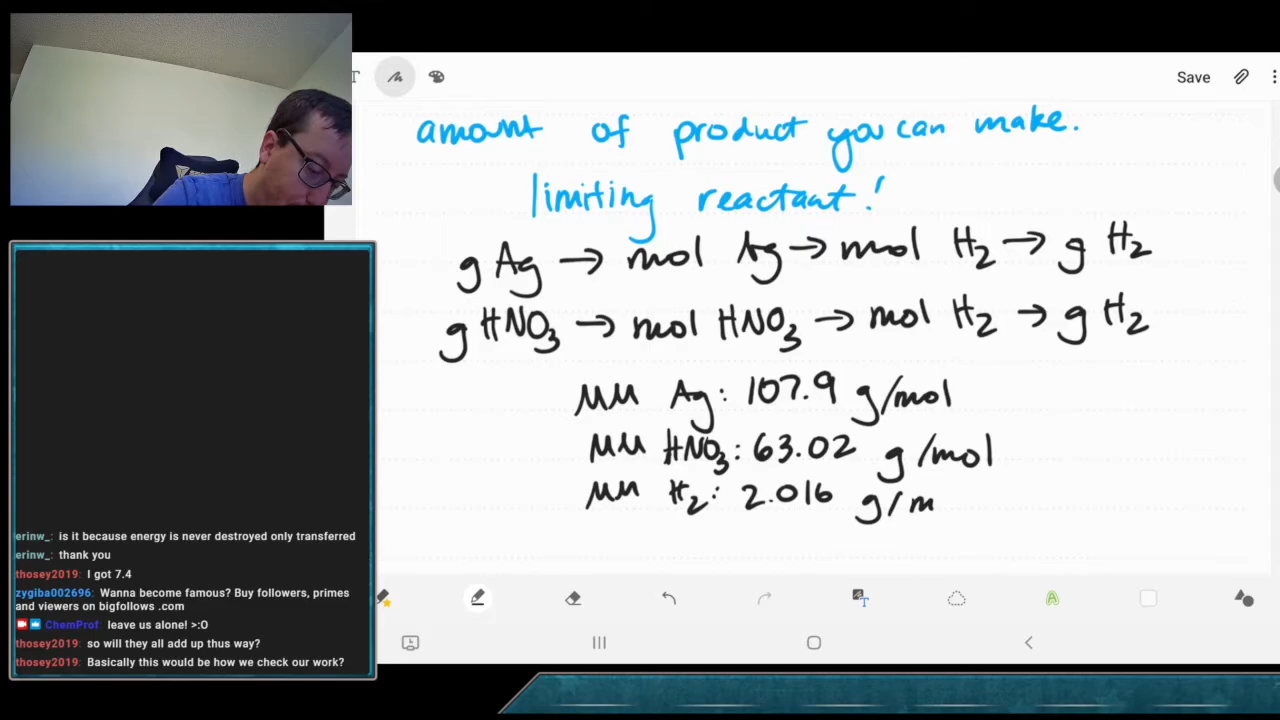 T
Save
amount of product you can make.
limiting reactant!
g Ag → mol Ag → mol H₂ → g H₂
g HNO₃ → mol HNO₃ → mol H₂ → g H₂
MM Ag: 107.9 g/mol
MM HNO₃: 63.02 g/mol
MM H₂: 2.016 g/m
erinw_: is it because energy is never destroyed only transferred
erinw_: thank you
thosey2019: I got 7.4
zygiba002696: Wanna become famous? Buy followers, primes
and viewers on bigfollows .com
ChemProf: leave us alone! >:O
thosey2019: so will they all add up thus way?
thosey2019: Basically this would be how we check our work?
T
A